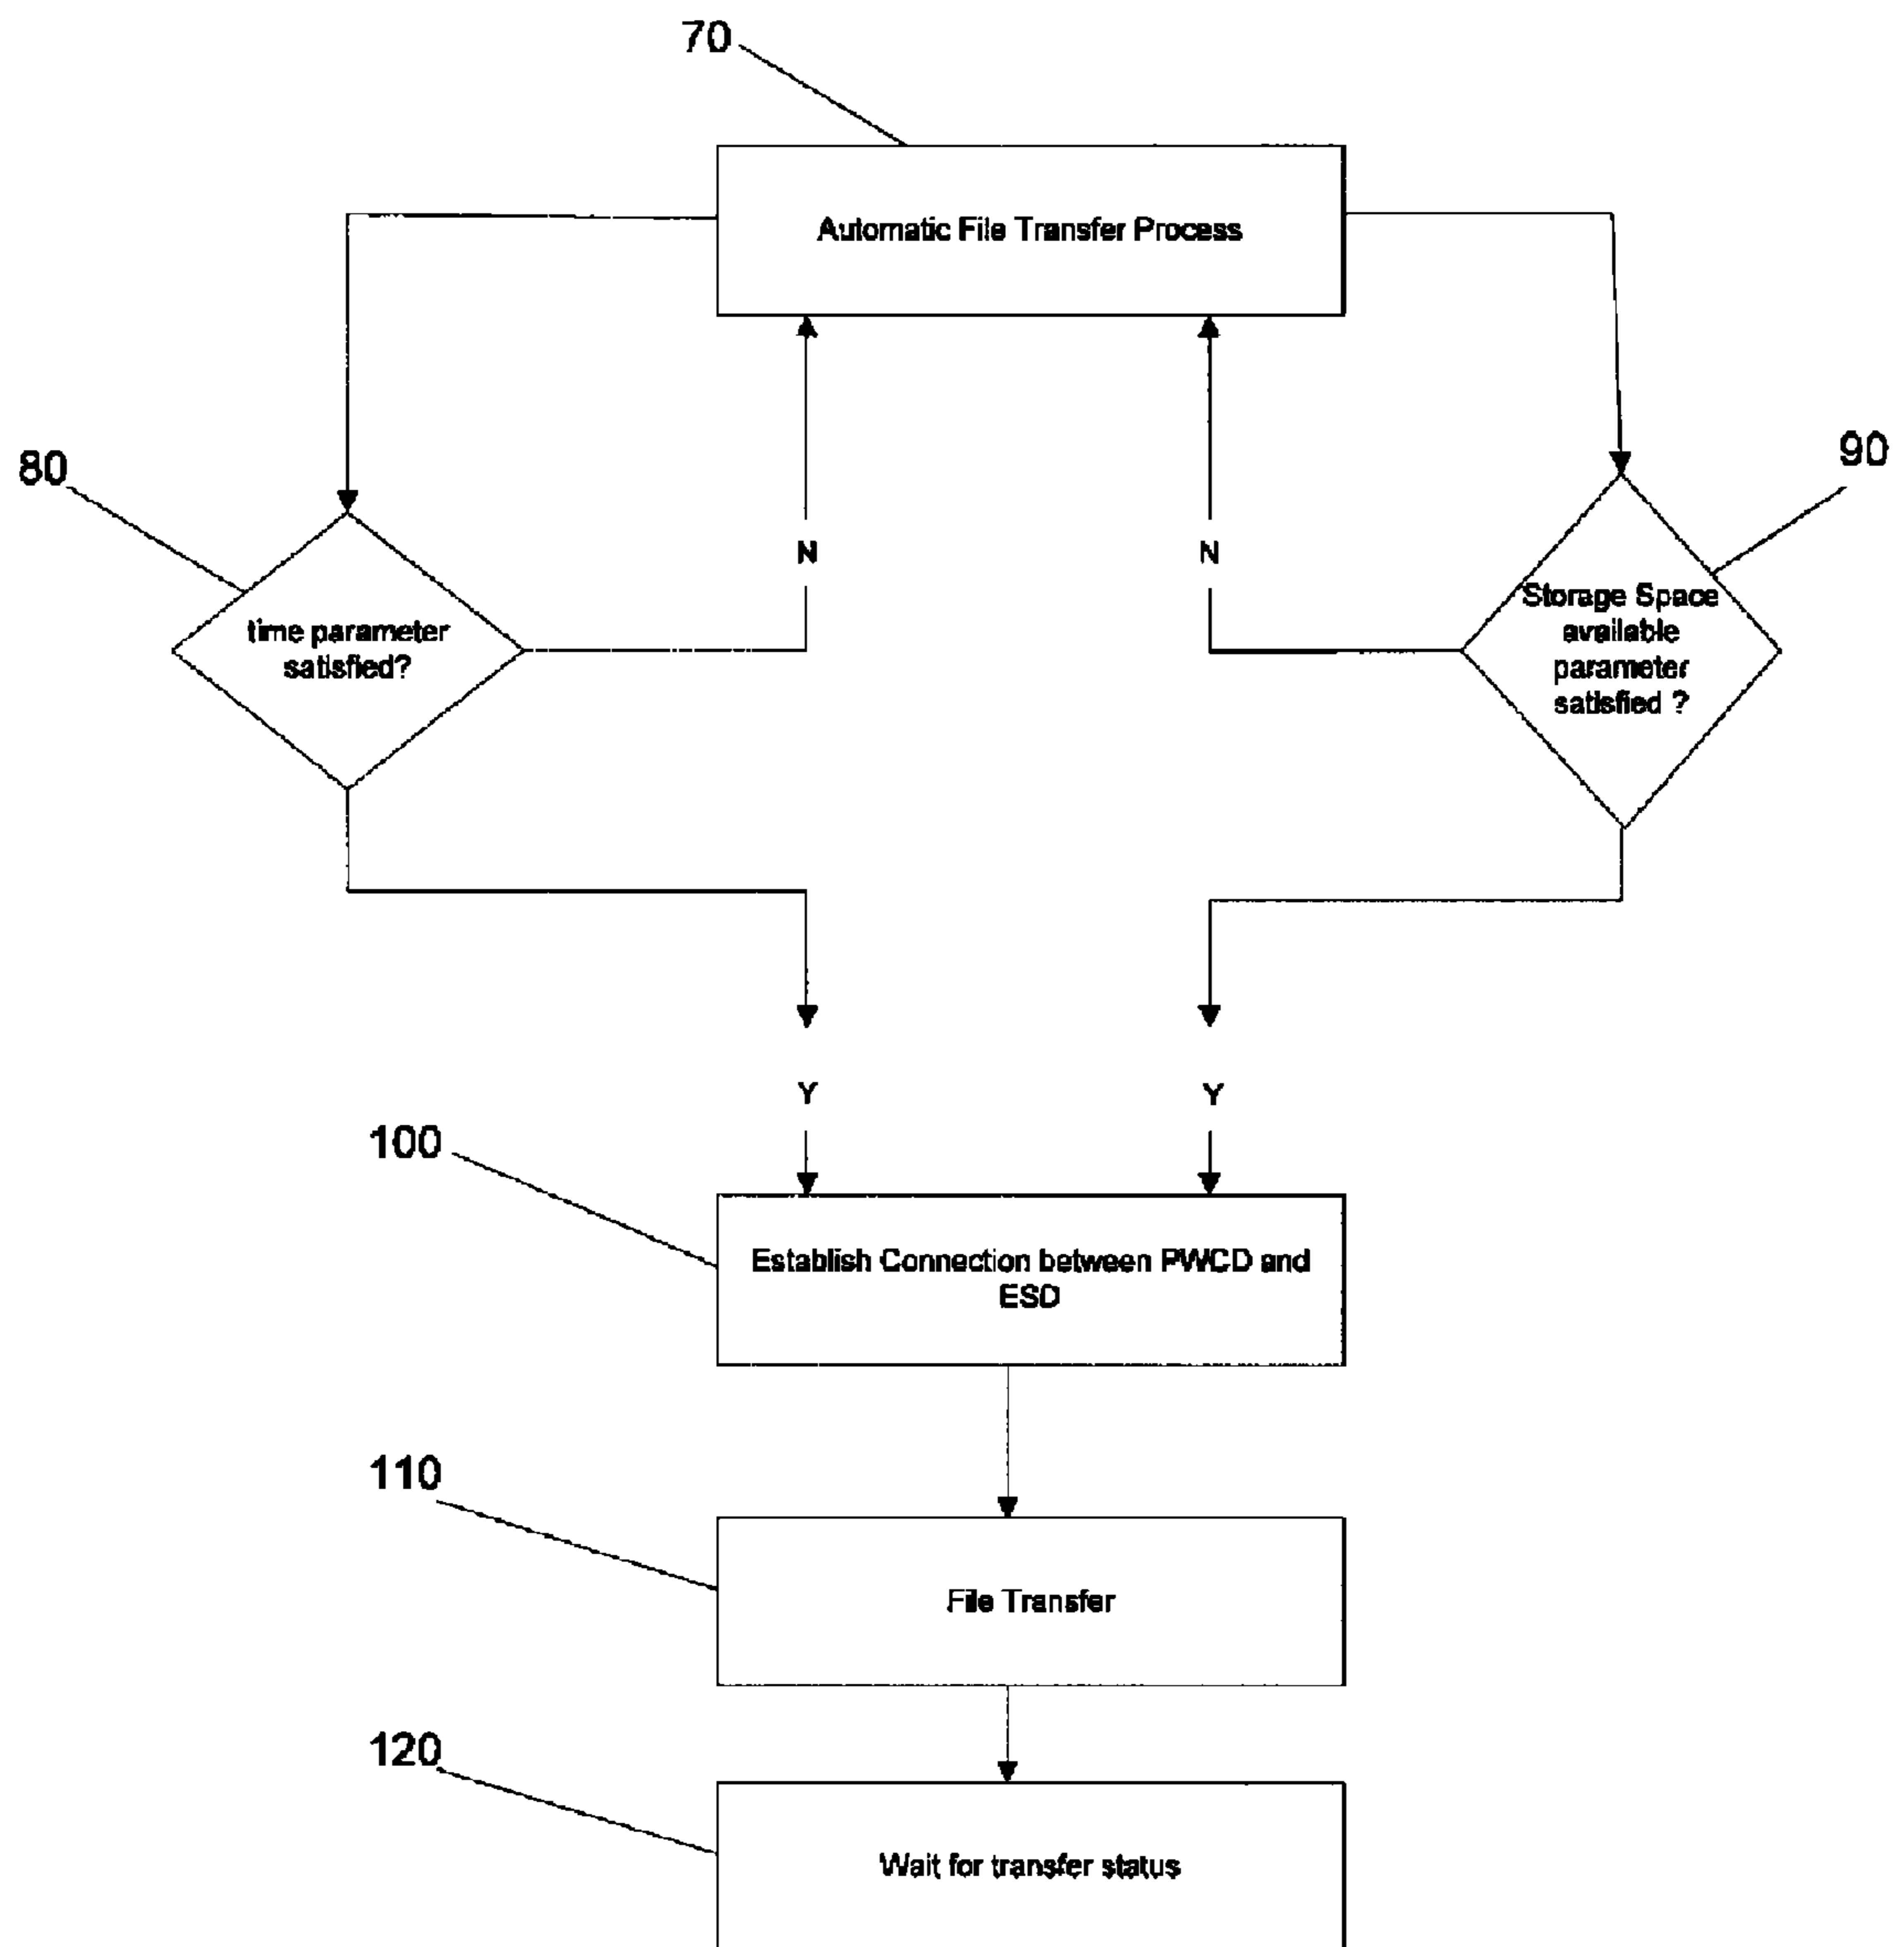 70
Automatic File Transfer Process
80
90
N
N
time parameter
satisfied?
Storage Space
available
parameter
satisfied ?
Y
Y
100
Establish Connection between PWCD and
ESD
110
File Transfer
120
Wait for transfer status